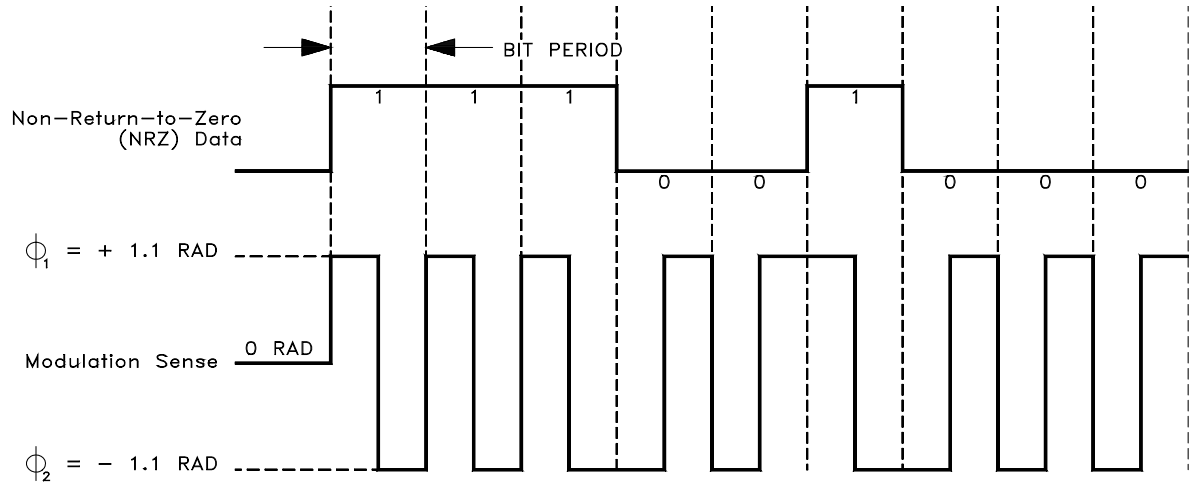 BIT PERIOD
1 1 1 1
Non-Return-to-Zero
(NRZ) Data
0 0 0 0 0
ϕ₁ = + 1.1 RAD
0 RAD
Modulation Sense
ϕ₂ = - 1.1 RAD